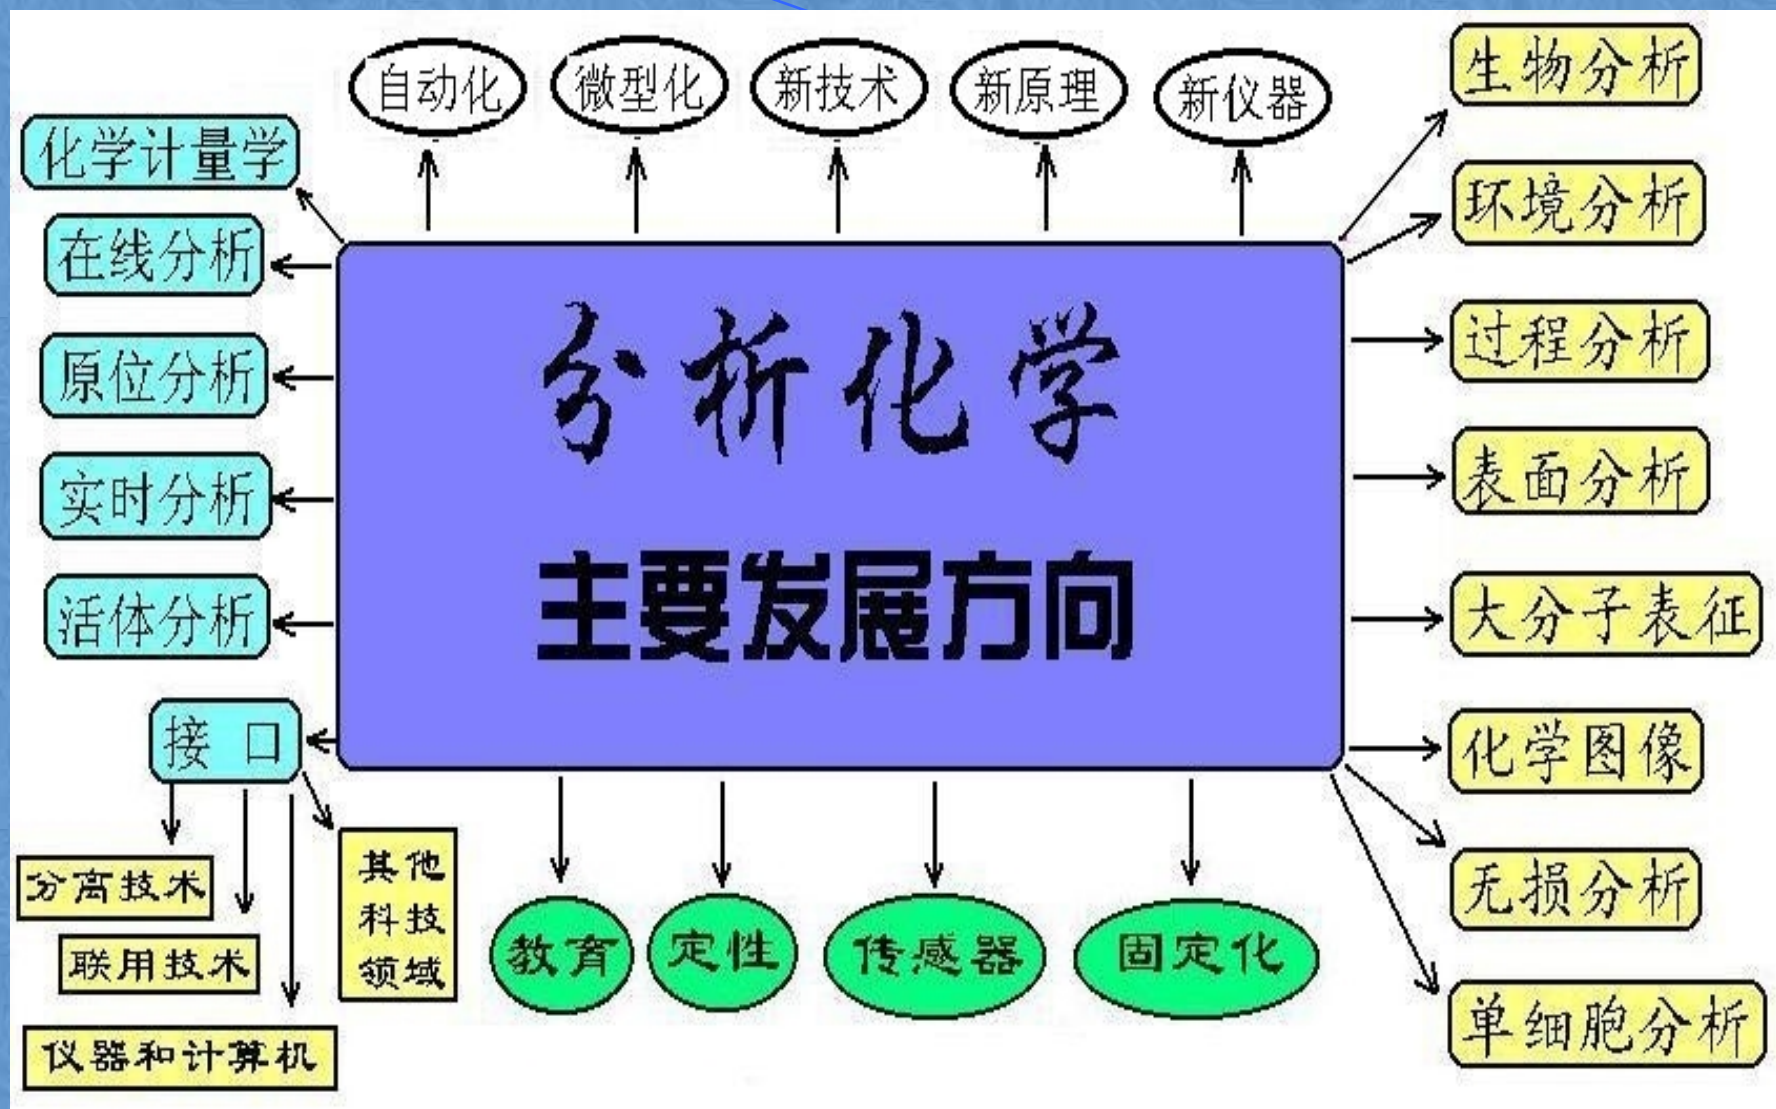 自动化
微型化
新技术
新原理
新仪器
化学计量学
在线分析
原位分析
实时分析
活体分析
接 口
分离技术
联用技术
仪器和计算机
其他
科技
领域
分析化学
主要发展方向
教育
定性
传感器
固定化
生物分析
环境分析
过程分析
表面分析
大分子表征
化学图像
无损分析
单细胞分析